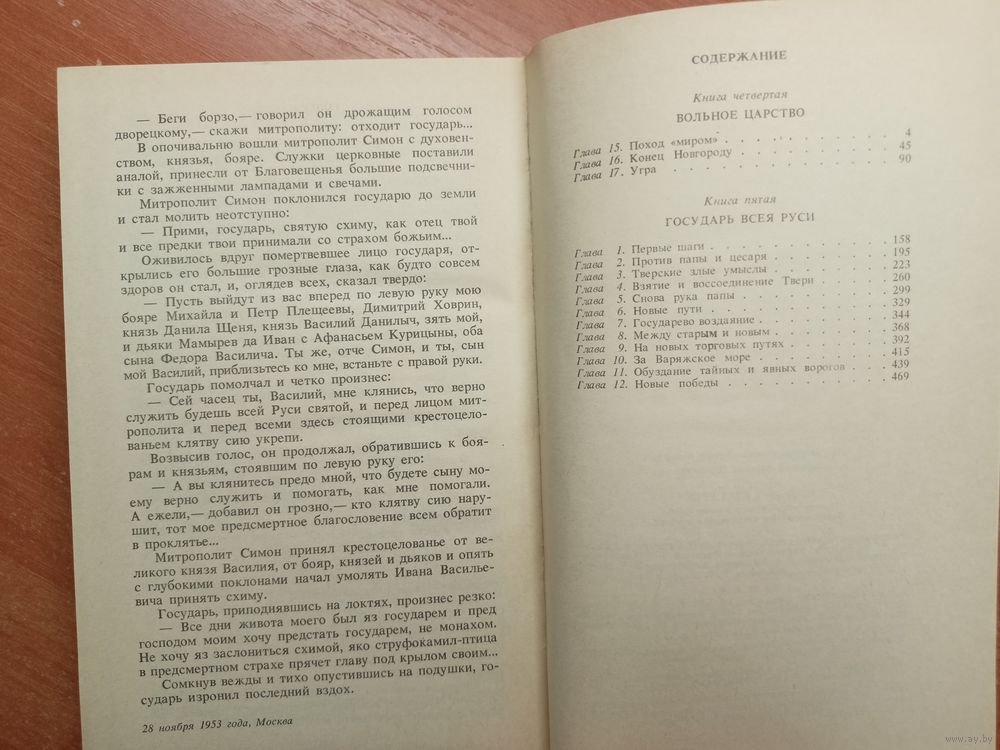 — Беги борзо,— говорил он дрожащим голосом
дворецкому,— скажи митрополиту: отходит государь...
В опочивальню вошли митрополит Симон с духовен-
ством, князья, бояре. Служки церковные поставили
аналой, принесли от Благовещенья большие подсвечни-
ки с зажженными лампадами и свечами.
Митрополит Симон поклонился государю до земли
и стал молить неотступно:
— Прими, государь, святую схиму, как отец твой
и все предки твои принимали со страхом божьим...
Оживилось вдруг помертвевшее лицо государя, от-
крылись его большие грозные глаза, как будто совсем
здоров он стал, и, оглядев всех, сказал твердо:
— Пусть выйдут из вас вперед по левую руку мою
бояре Михайла и Петр Плещеевы, Димитрий Ховрин,
князь Данила Щеня, князь Василий Данилыч, зять мой,
и дьяки Мамырев да Иван с Афанасьем Курицыны, оба
сына Федора Василича. Ты же, отче Симон, и ты, сын
мой Василий, приблизьтесь ко мне, встаньте с правой руки.
Государь помолчал и четко произнес:
— Сей часец ты, Василий, мне клянись, что верно
служить будешь всей Руси святой, и перед лицом мит-
рополита и перед всеми здесь стоящими крестоцело-
ваньем клятву сию укрепи.
Возвысив голос, он продолжал, обратившись к боя-
рам и князьям, стоявшим по левую руку его:
— А вы клянитесь предо мной, что будете сыну мо-
ему верно служить и помогать, как мне помогали.
А ежели,— добавил он грозно,— кто клятву сию нару-
шит, тот мое предсмертное благословение всем обратит
в проклятье...
Митрополит Симон принял крестоцелованье от ве-
ликого князя Василия, от бояр, князей и дьяков и опять
с глубокими поклонами начал умолять Ивана Василье-
вича принять схиму.
Государь, приподнявшись на локтях, произнес резко:
— Все дни живота моего был яз государем и пред
господом моим хочу предстать государем, не монахом.
Не хочу яз заслониться схимой, яко струфокамил-птица
в предсмертном страхе прячет главу под крылом своим...
Сомкнув вежды и тихо опустившись на подушки, го-
сударь изронил последний вздох.
28 ноября 1953 года, Москва
СОДЕРЖАНИЕ
Книга четвертая
ВОЛЬНОЕ ЦАРСТВО
Глава 15. Поход «миром» . . . . . . . . . . 4
Глава 16. Конец Новгороду . . . . . . . . . 45
Глава 17. Угра . . . . . . . . . . . . . 90
Книга пятая
ГОСУДАРЬ ВСЕЯ РУСИ
Глава 1. Первые шаги . . . . . . . . . . 158
Глава 2. Против папы и цесаря . . . . . . . 195
Глава 3. Тверские злые умыслы . . . . . . . 223
Глава 4. Взятие и воссоединение Твери . . . . . 260
Глава 5. Снова рука папы . . . . . . . . . 299
Глава 6. Новые пути . . . . . . . . . . 329
Глава 7. Государево воздаяние . . . . . . . . 344
Глава 8. Между старым и новым . . . . . . . 368
Глава 9. На новых торговых путях . . . . . . 392
Глава 10. За Варяжское море . . . . . . . . 415
Глава 11. Обуздание тайных и явных ворогов . . . 439
Глава 12. Новые победы . . . . . . . . . . 469
www.ay.by